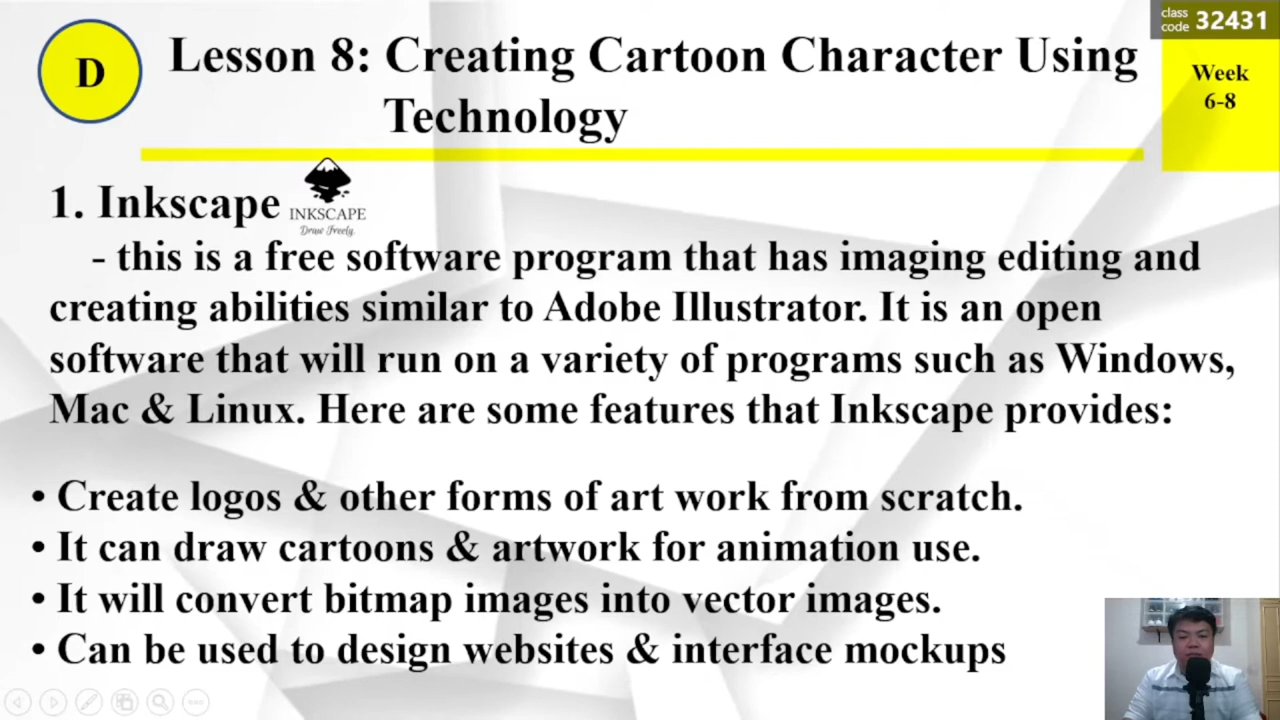 class
code 32431
D
Lesson 8: Creating Cartoon Character Using
Technology
Week
6-8
1. Inkscape
INKSCAPE
Draw Freely.
- this is a free software program that has imaging editing and
creating abilities similar to Adobe Illustrator. It is an open
software that will run on a variety of programs such as Windows,
Mac & Linux. Here are some features that Inkscape provides:
• Create logos & other forms of art work from scratch.
• It can draw cartoons & artwork for animation use.
• It will convert bitmap images into vector images.
• Can be used to design websites & interface mockups